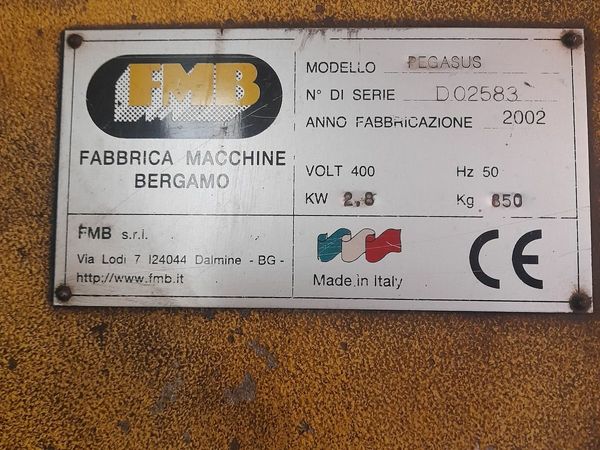 FMB
FABBRICA MACCHINE
BERGAMO
MODELLO PEGASUS
N° DI SERIE D02583
ANNO FABBRICAZIONE 2002
VOLT 400 Hz 50
KW 2,8 Kg 850
FMB s.r.l.
Via Lodi 7 I24044 Dalmine - BG -
http://www.fmb.it
Made in Italy
CE